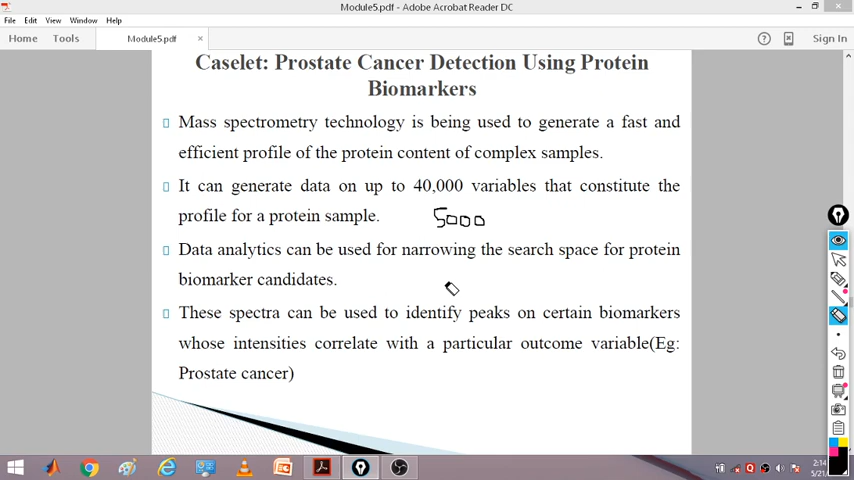 Module5.pdf - Adobe Acrobat Reader DC
File Edit View Window Help
Home Tools Module5.pdf × Sign In
Caselet: Prostate Cancer Detection Using Protein
Biomarkers
Mass spectrometry technology is being used to generate a fast and
efficient profile of the protein content of complex samples.
It can generate data on up to 40,000 variables that constitute the
profile for a protein sample.
5000
Data analytics can be used for narrowing the search space for protein
biomarker candidates.
These spectra can be used to identify peaks on certain biomarkers
whose intensities correlate with a particular outcome variable(Eg:
Prostate cancer)
2:14
5/21/